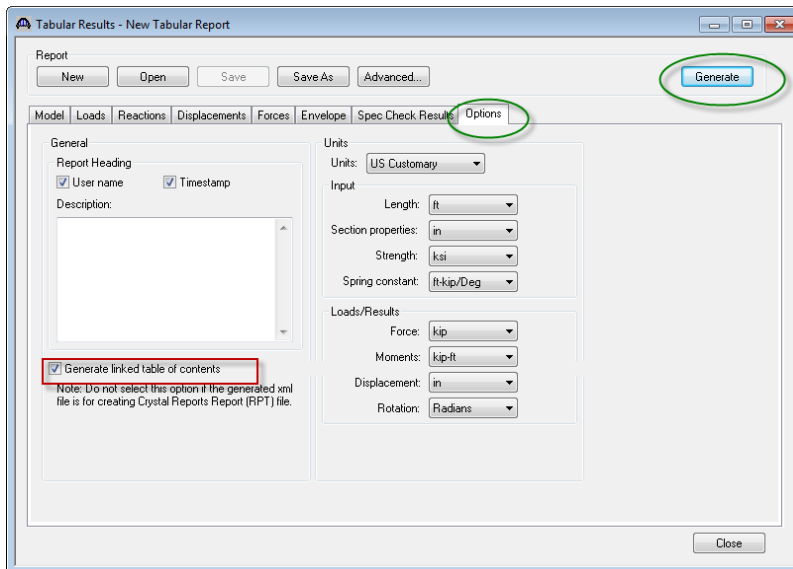 Tabular Results - New Tabular Report
Report
New Open Save Save As Advanced... Generate
Model Loads Reactions Displacements Forces Envelope Spec Check Results Options
General
Report Heading
User name Timestamp
Description:
Generate linked table of contents
Note: Do not select this option if the generated xml
file is for creating Crystal Reports Report (RPT) file.
Units
Units: US Customary
Input
Length: ft
Section properties: in
Strength: ksi
Spring constant: ft-kip/Deg
Loads/Results
Force: kip
Moments: kip-ft
Displacement: in
Rotation: Radians
Close